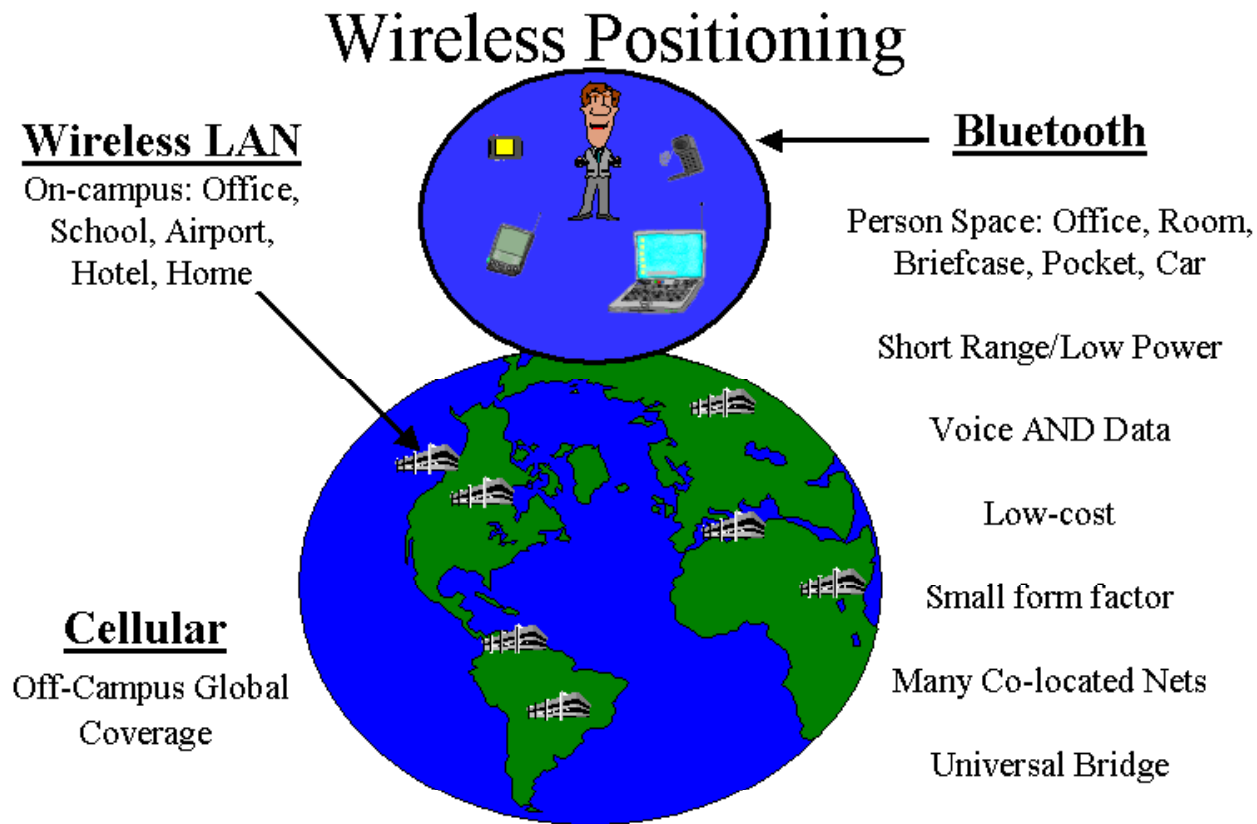 Wireless Positioning
Wireless LAN
On-campus: Office,
School, Airport,
Hotel, Home
Bluetooth
Person Space: Office, Room,
Briefcase, Pocket, Car
Short Range/Low Power
Voice AND Data
Low-cost
Small form factor
Many Co-located Nets
Universal Bridge
Cellular
Off-Campus Global
Coverage